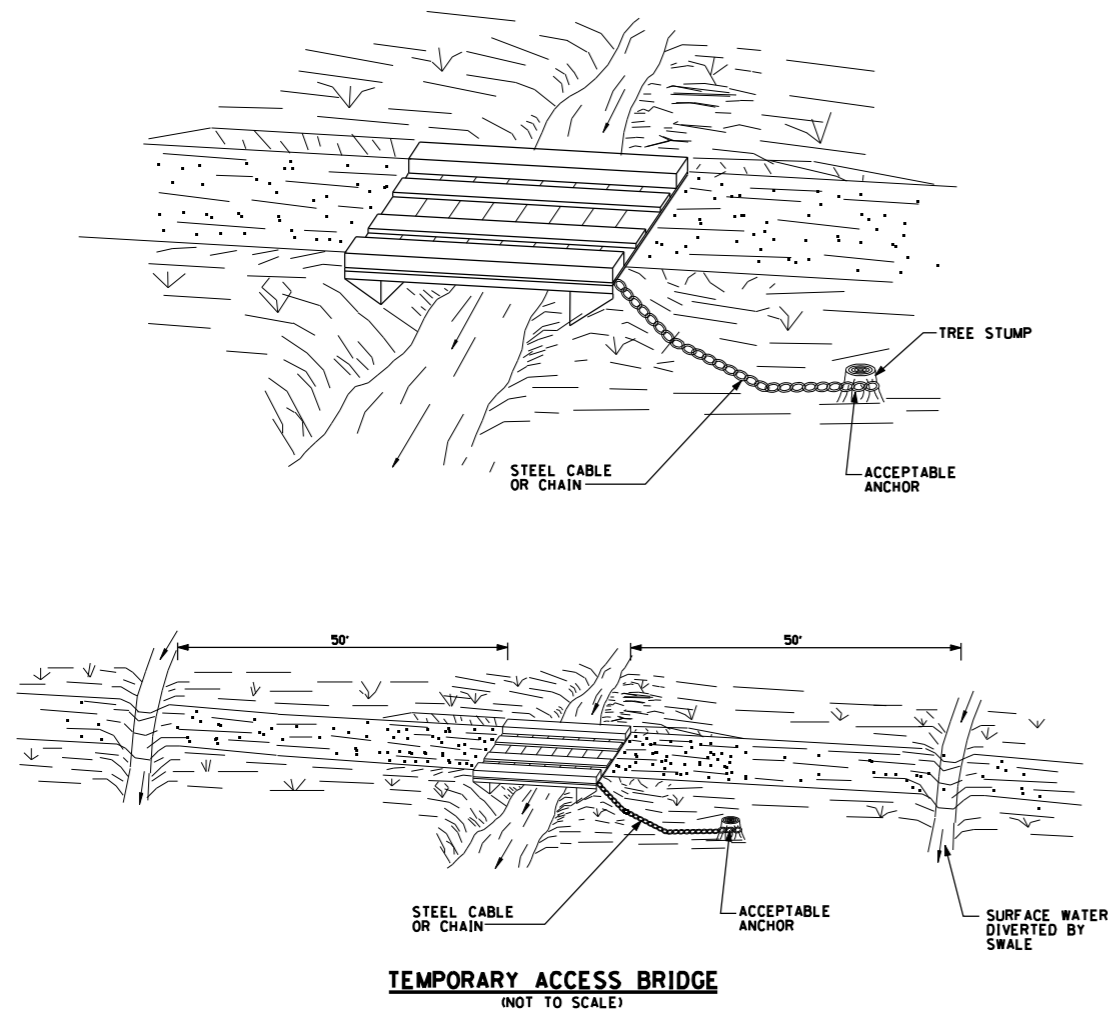 TREE STUMP
STEEL CABLE
OR CHAIN
ACCEPTABLE
ANCHOR
50'
50'
STEEL CABLE
OR CHAIN
ACCEPTABLE
ANCHOR
SURFACE WATER
DIVERTED BY
SWALE
TEMPORARY ACCESS BRIDGE
(NOT TO SCALE)